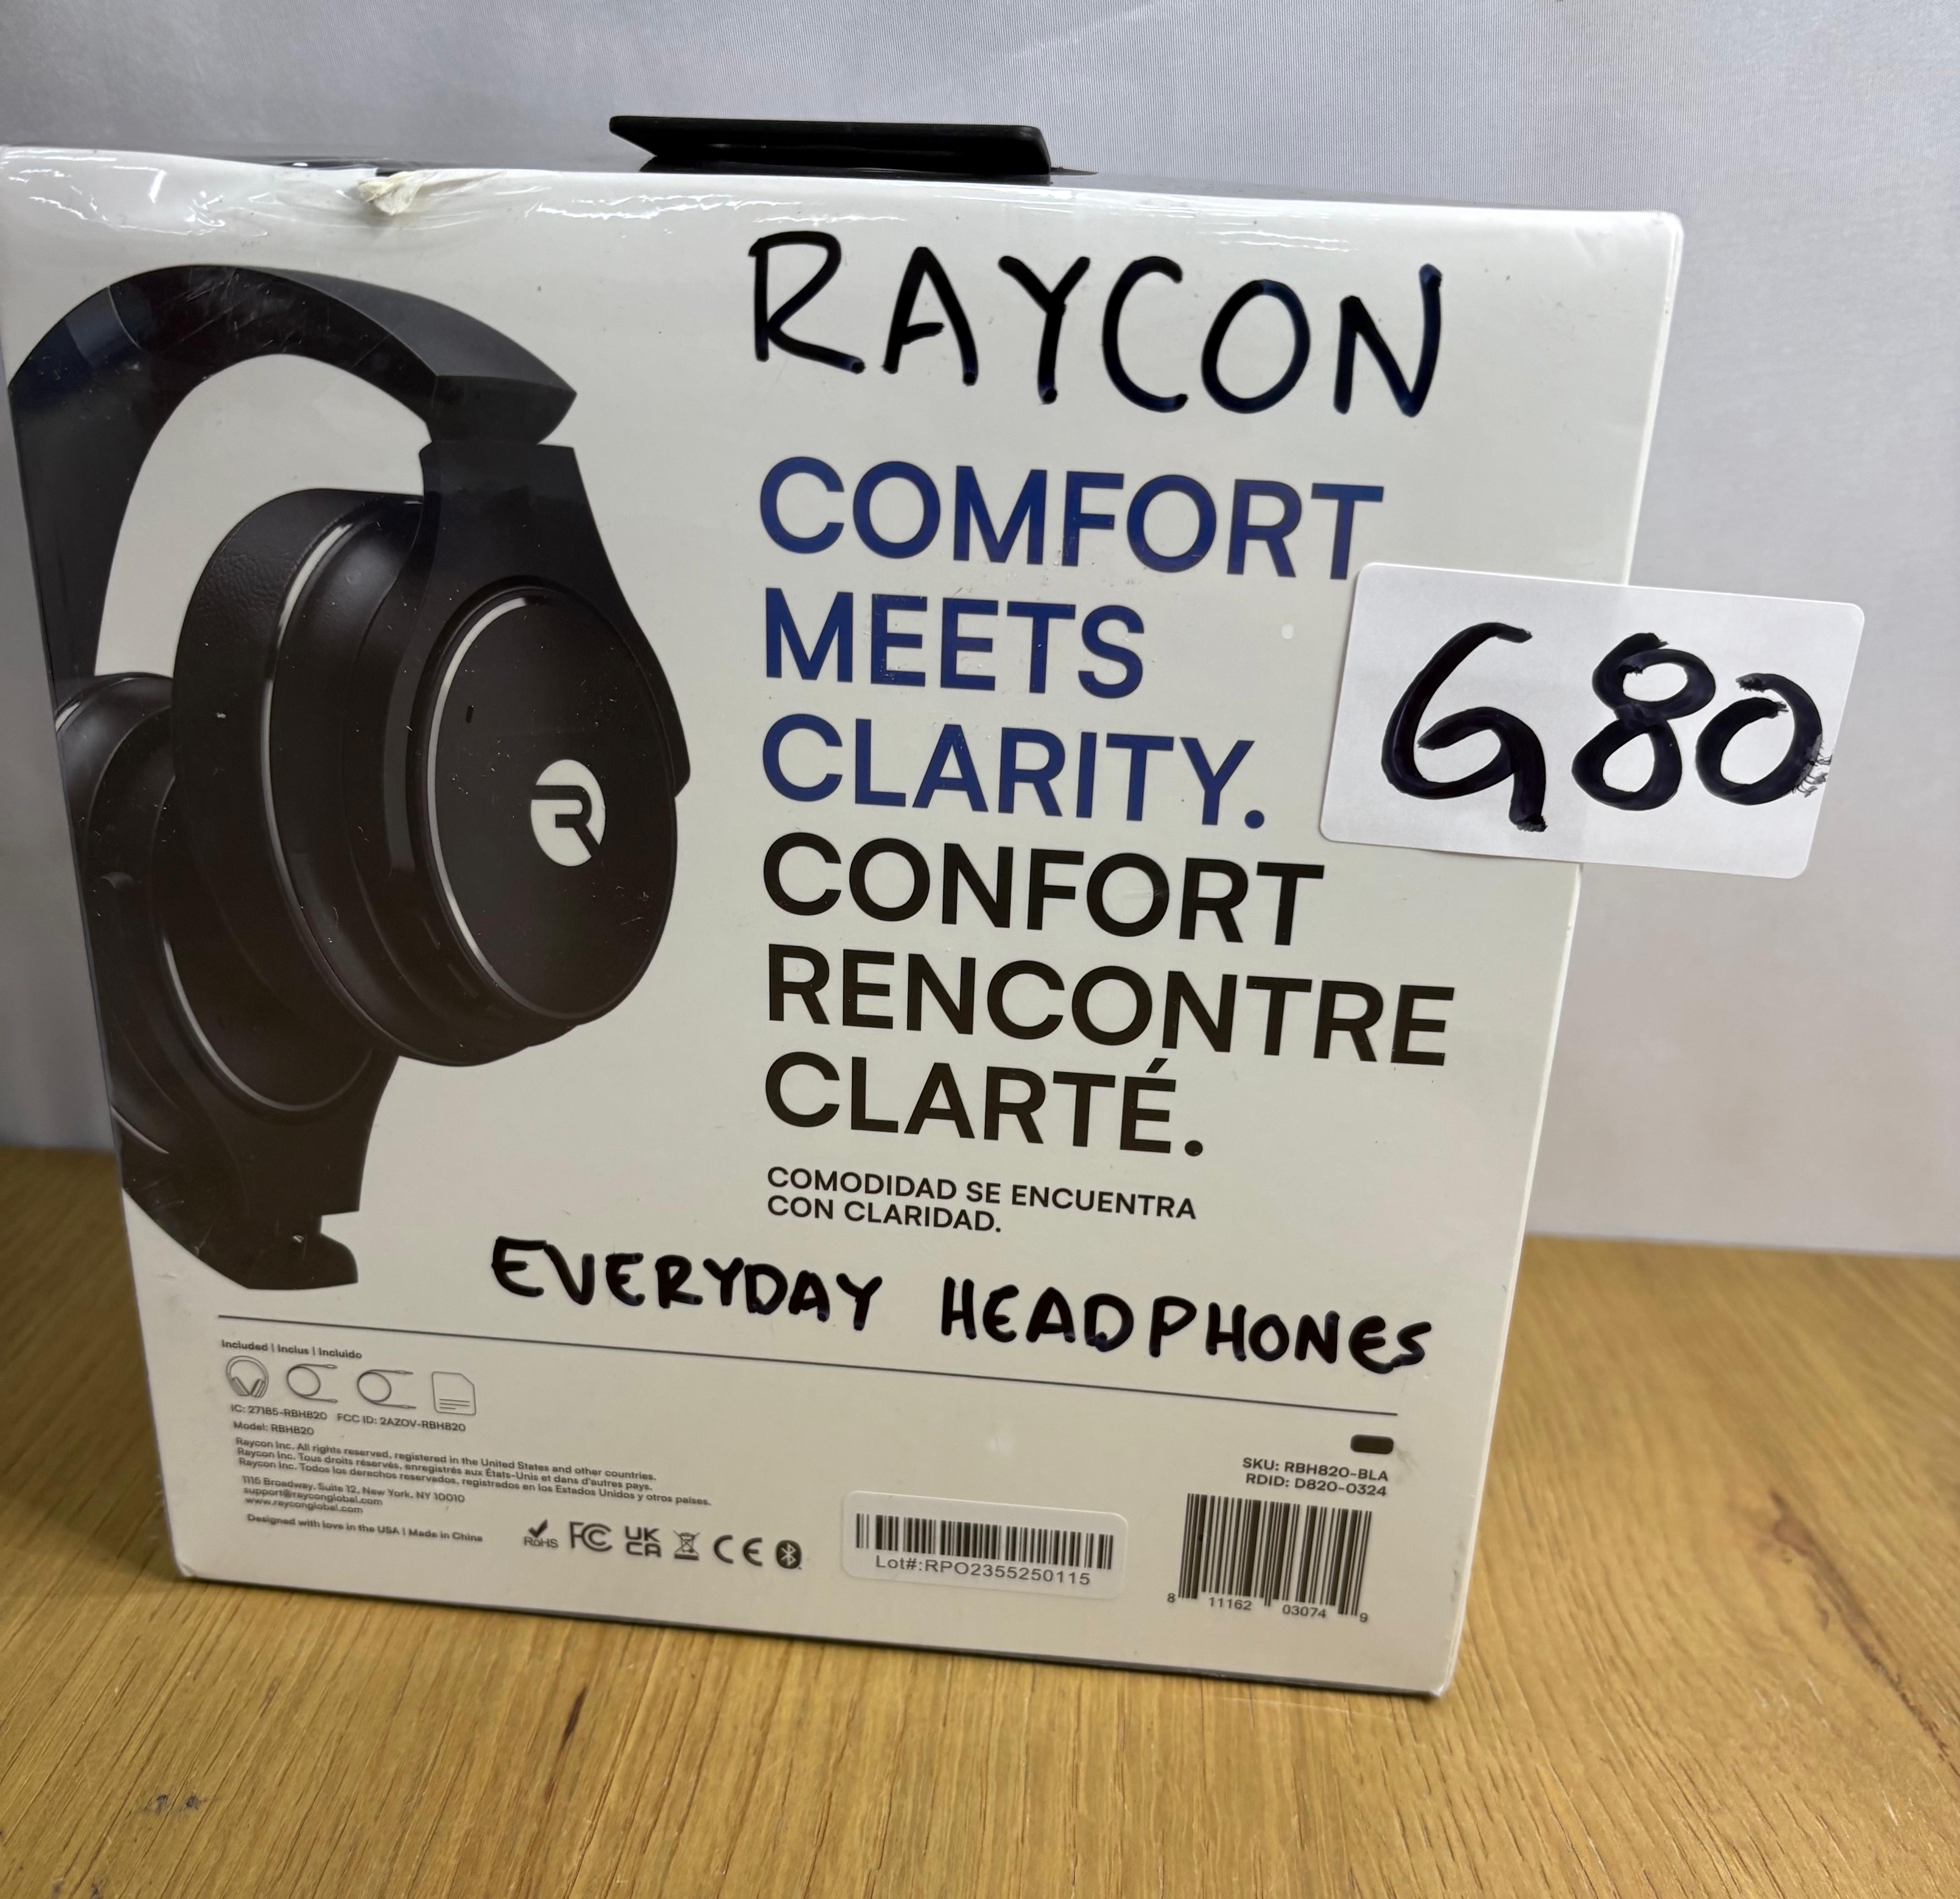 RAYCON
COMFORT
MEETS
CLARITY.
G80
CONFORT
RENCONTRE
CLARTÉ.
COMODIDAD SE ENCUENTRA
CON CLARIDAD.
EVERYDAY HEADPHONES
Included | Inclus | Incluido
IC: 27185-RBH820 FCC ID: 2AZOV-RBH820
Model: RBH820
Raycon Inc. All rights reserved, registered in the United States and other countries.
Raycon Inc. Tous droits réservés, enregistrés aux États-Unis et dans d'autres pays.
Raycon Inc. Todos los derechos reservados, registrados en los Estados Unidos y otros países.
1115 Broadway, Suite 12, New York, NY 10010
support@rayconglobal.com
www.rayconglobal.com
Designed with love in the USA | Made in China
RoHS FC UK CA CE
Lot#:RPO2355250115
SKU: RBH820-BLA
RDID: D820-0324
8 11162 03074 9